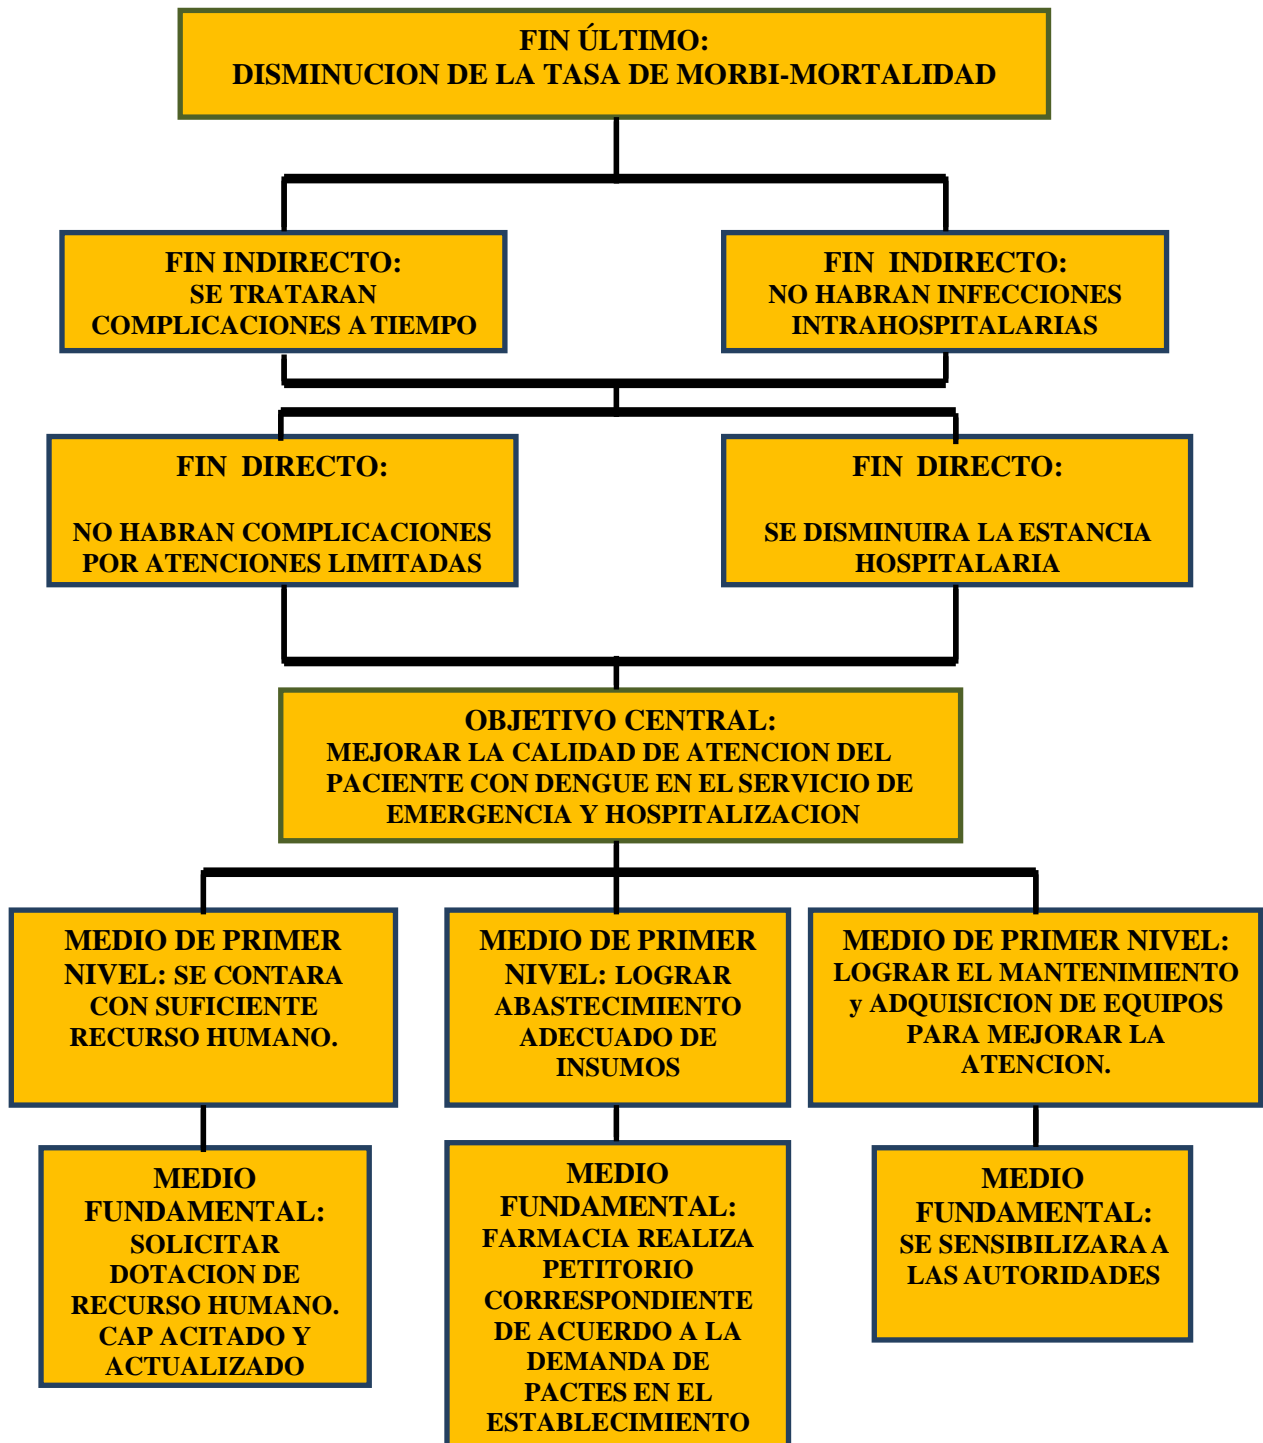 FIN ÚLTIMO:
DISMINUCION DE LA TASA DE MORBI-MORTALIDAD
FIN INDIRECTO:
SE TRATARAN
COMPLICACIONES A TIEMPO
FIN INDIRECTO:
NO HABRAN INFECCIONES
INTRAHOSPITALARIAS
FIN DIRECTO:
NO HABRAN COMPLICACIONES
POR ATENCIONES LIMITADAS
FIN DIRECTO:
SE DISMINUIRA LA ESTANCIA
HOSPITALARIA
OBJETIVO CENTRAL:
MEJORAR LA CALIDAD DE ATENCION DEL
PACIENTE CON DENGUE EN EL SERVICIO DE
EMERGENCIA Y HOSPITALIZACION
MEDIO DE PRIMER
NIVEL: SE CONTARA
CON SUFICIENTE
RECURSO HUMANO.
MEDIO DE PRIMER
NIVEL: LOGRAR
ABASTECIMIENTO
ADECUADO DE
INSUMOS
MEDIO DE PRIMER NIVEL:
LOGRAR EL MANTENIMIENTO
y ADQUISICION DE EQUIPOS
PARA MEJORAR LA
ATENCION.
MEDIO
FUNDAMENTAL:
SOLICITAR
DOTACION DE
RECURSO HUMANO.
CAP ACITADO Y
ACTUALIZADO
MEDIO
FUNDAMENTAL:
FARMACIA REALIZA
PETITORIO
CORRESPONDIENTE
DE ACUERDO A LA
DEMANDA DE
PACTES EN EL
ESTABLECIMIENTO
MEDIO
FUNDAMENTAL:
SE SENSIBILIZARA A
LAS AUTORIDADES